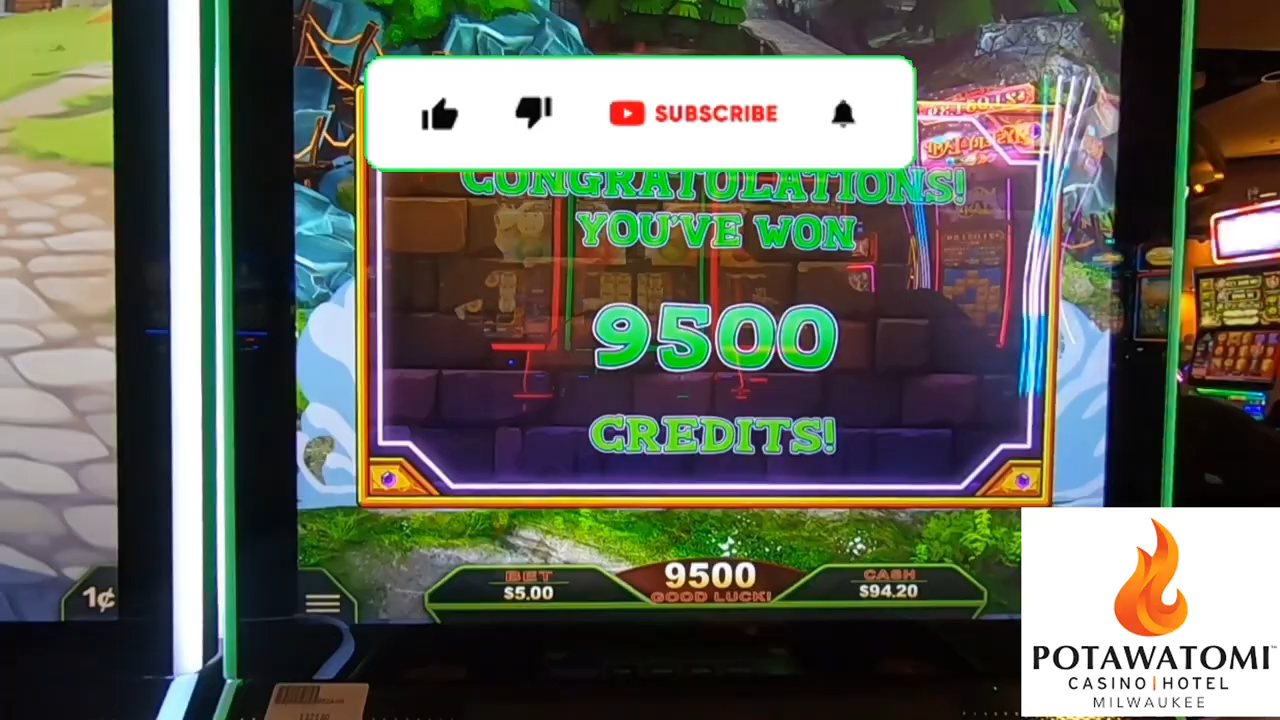 SUBSCRIBE
CONGRATULATIONS!
YOU'VE WON
9500
CREDITS!
BET
$5.00
9500
GOOD LUCK!
CASH
$94.20
1¢
POTAWATOMI
CASINO | HOTEL
MILWAUKEE